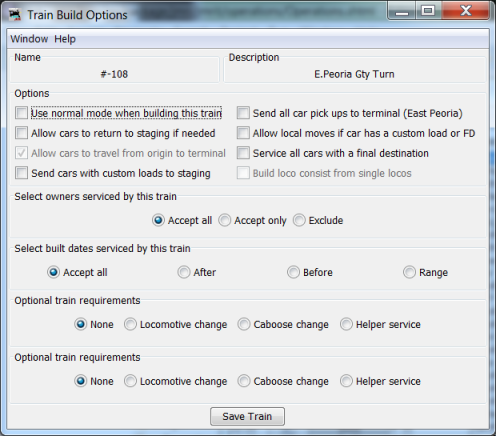 Train Build Options
Window Help
Name Description
#-108 E.Peoria Gty Turn
Options
Use normal mode when building this train Send all car pick ups to terminal (East Peoria)
Allow cars to return to staging if needed Allow local moves if car has a custom load or FD
Allow cars to travel from origin to terminal Service all cars with a final destination
Send cars with custom loads to staging Build loco consist from single locos
Select owners serviced by this train
Accept all Accept only Exclude
Select built dates serviced by this train
Accept all After Before Range
Optional train requirements
None Locomotive change Caboose change Helper service
Optional train requirements
None Locomotive change Caboose change Helper service
Save Train